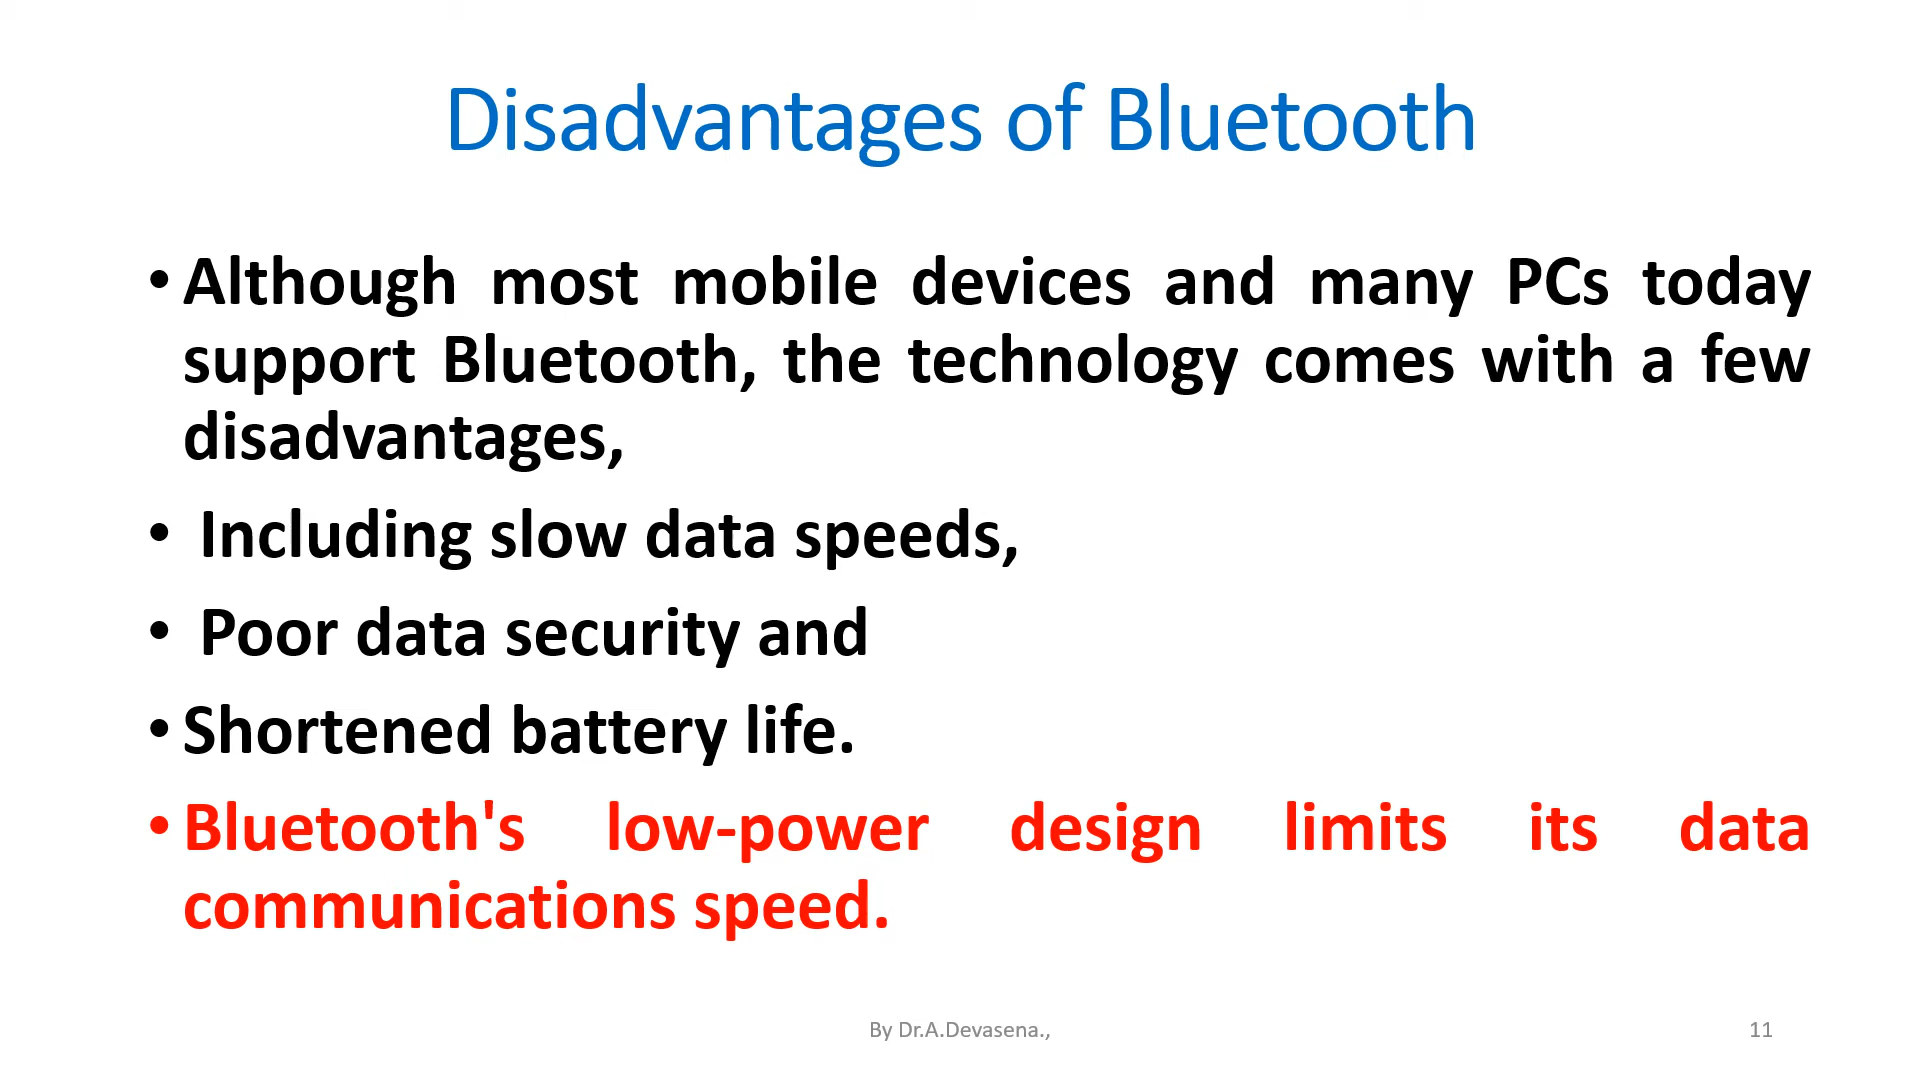 Disadvantages of Bluetooth
• Although most mobile devices and many PCs today
support Bluetooth, the technology comes with a few
disadvantages,
• Including slow data speeds,
• Poor data security and
• Shortened battery life.
• Bluetooth's low-power design limits its data
communications speed.
By Dr.A.Devasena.,
11